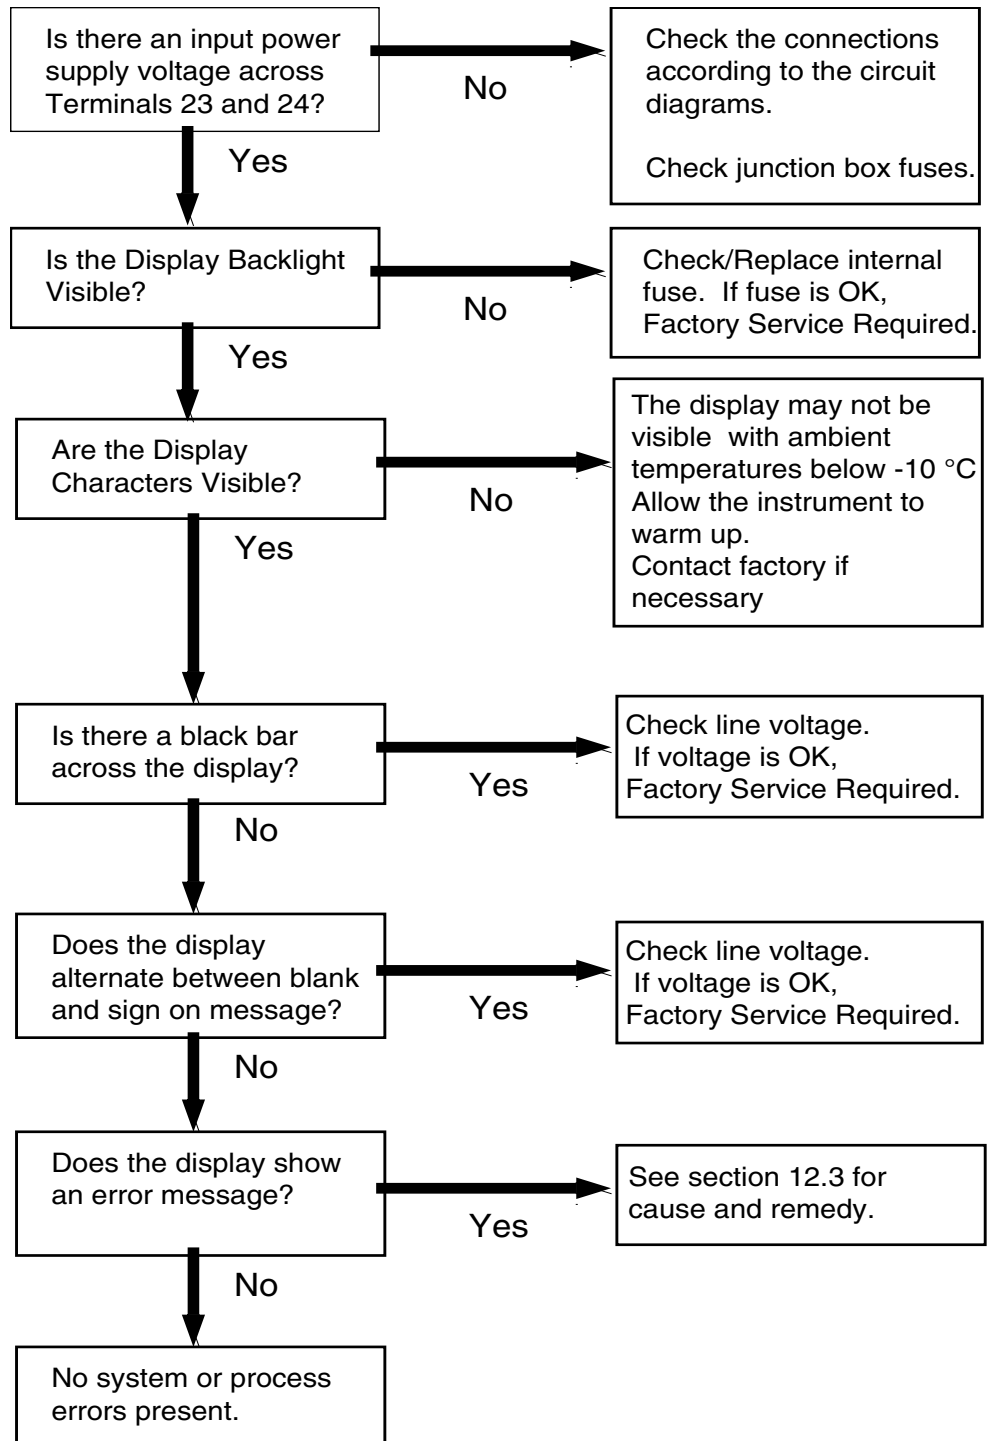 Is there an input power
supply voltage across
Terminals 23 and 24?
No
Check the connections
according to the circuit
diagrams.
Check junction box fuses.
Yes
Is the Display Backlight
Visible?
No
Check/Replace internal
fuse.  If fuse is OK,
Factory Service Required.
Yes
Are the Display
Characters Visible?
No
The display may not be
visible  with ambient
temperatures below -10 °C
Allow the instrument to
warm up.
Contact factory if
necessary
Yes
Is there a black bar
across the display?
Yes
Check line voltage.
If voltage is OK,
Factory Service Required.
No
Does the display
alternate between blank
and sign on message?
Yes
Check line voltage.
If voltage is OK,
Factory Service Required.
No
Does the display show
an error message?
Yes
See section 12.3 for
cause and remedy.
No
No system or process
errors present.